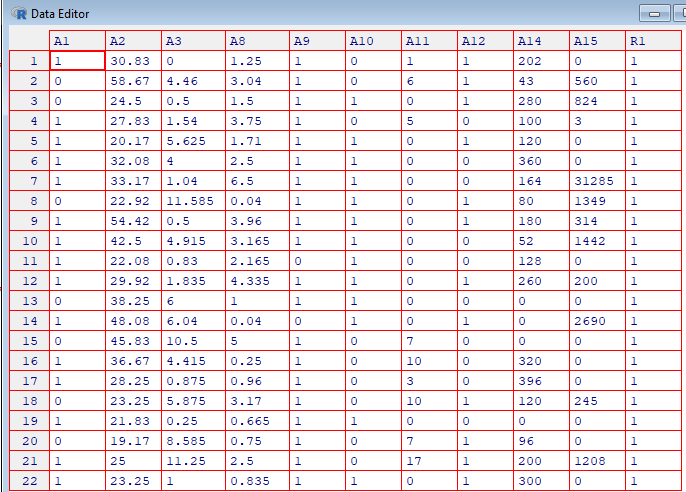 R Data Editor
A1 A2 A3 A8 A9 A10 A11 A12 A14 A15 R1
1 1 30.83 0 1.25 1 0 1 1 202 0 1
2 0 58.67 4.46 3.04 1 0 6 1 43 560 1
3 0 24.5 0.5 1.5 1 1 0 1 280 824 1
4 1 27.83 1.54 3.75 1 0 5 0 100 3 1
5 1 20.17 5.625 1.71 1 1 0 1 120 0 1
6 1 32.08 4 2.5 1 1 0 0 360 0 1
7 1 33.17 1.04 6.5 1 1 0 0 164 31285 1
8 0 22.92 11.585 0.04 1 1 0 1 80 1349 1
9 1 54.42 0.5 3.96 1 1 0 1 180 314 1
10 1 42.5 4.915 3.165 1 1 0 0 52 1442 1
11 1 22.08 0.83 2.165 0 1 0 0 128 0 1
12 1 29.92 1.835 4.335 1 1 0 1 260 200 1
13 0 38.25 6 1 1 1 0 0 0 0 1
14 1 48.08 6.04 0.04 0 1 0 1 0 2690 1
15 0 45.83 10.5 5 1 0 7 0 0 0 1
16 1 36.67 4.415 0.25 1 0 10 0 320 0 1
17 1 28.25 0.875 0.96 1 0 3 0 396 0 1
18 0 23.25 5.875 3.17 1 0 10 1 120 245 1
19 1 21.83 0.25 0.665 1 1 0 0 0 0 1
20 0 19.17 8.585 0.75 1 0 7 1 96 0 1
21 1 25 11.25 2.5 1 0 17 1 200 1208 1
22 1 23.25 1 0.835 1 1 0 1 300 0 1